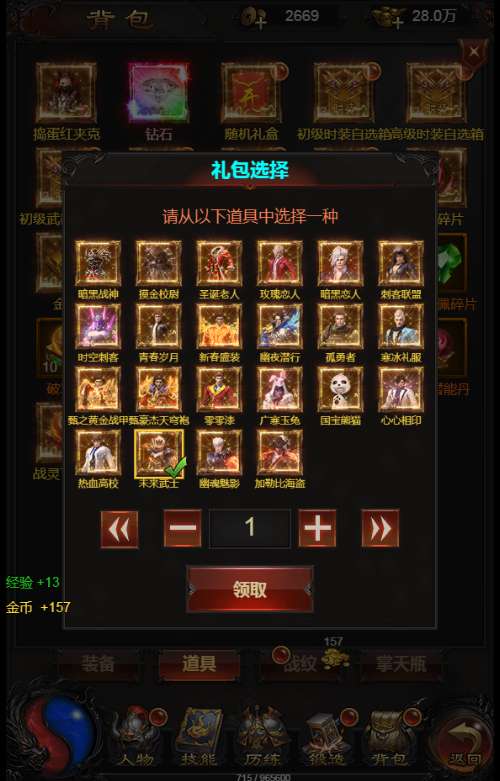 背包
2669
28.0万
捣蛋红夹克 钻石 随机礼盒 初级时装自选箱 高级时装自选箱
礼包选择
请从以下道具中选择一种
暗黑战神 摸金校尉 圣诞老人 玫瑰恋人 暗黑恋人 刺客联盟
时空刺客 青春岁月 新春盛装 幽夜潜行 孤勇者 寒冰礼服
甄之黄金战甲 甄豪杰天穹袍 零零漆 广寒玉兔 国宝熊猫 心心相印
热血高校 未来武士 幽魂魅影 加勒比海盗
1
领取
经验 +13
金币 +157
157
装备 道具 战纹 掌天瓶
人物 技能 历练 锻造 背包 返回
715 / 965600